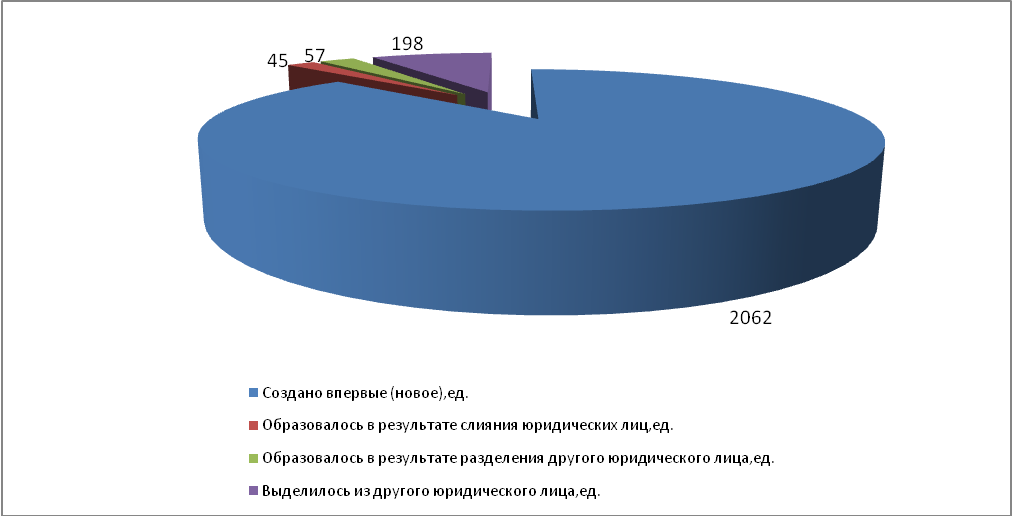 198
57
45
2062
Создано впервые (новое),ед.
Образовалось в результате слияния юридических лиц,ед.
Образовалось в результате разделения другого юридического лица,ед.
Выделилось из другого юридического лица,ед.